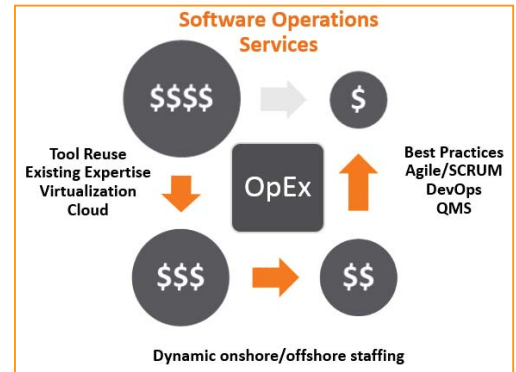 Software Operations
Services
$$$$
$
Tool Reuse
Existing Expertise
Virtualization
Cloud
OpEx
Best Practices
Agile/SCRUM
DevOps
QMS
$$$
$$
Dynamic onshore/offshore staffing